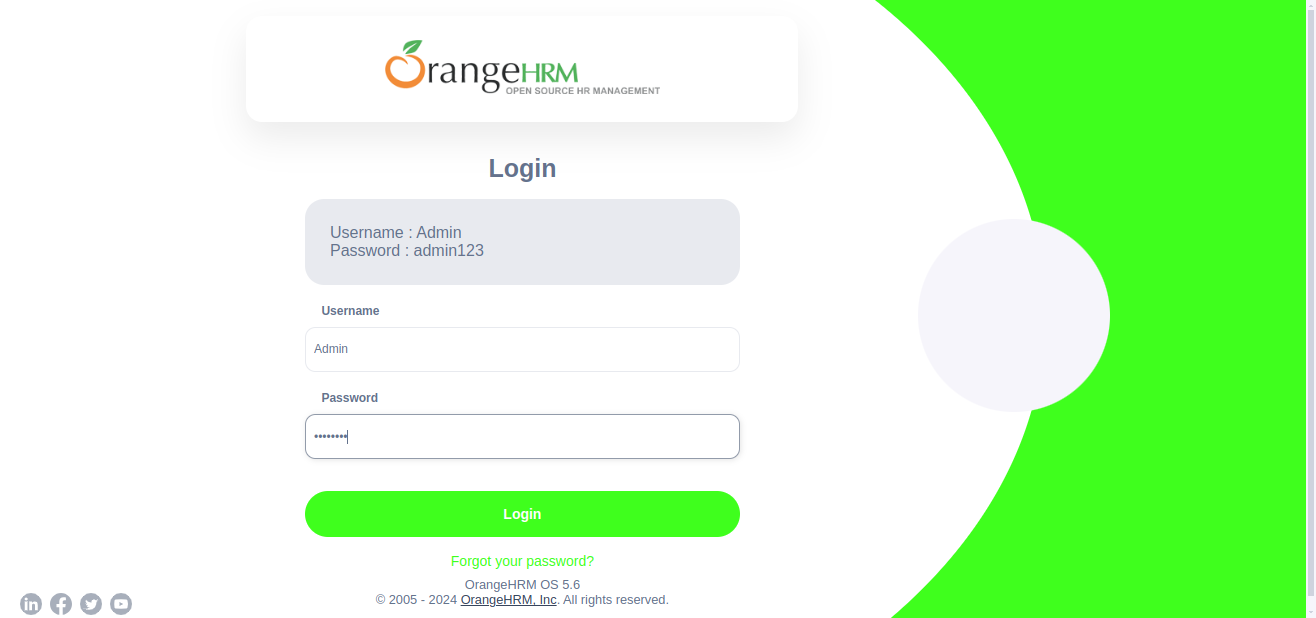 OrangeHRM
OPEN SOURCE HR MANAGEMENT
Login
Username : Admin
Password : admin123
Username
Admin
Password
••••••••
Login
Forgot your password?
OrangeHRM OS 5.6
© 2005 - 2024 OrangeHRM, Inc. All rights reserved.